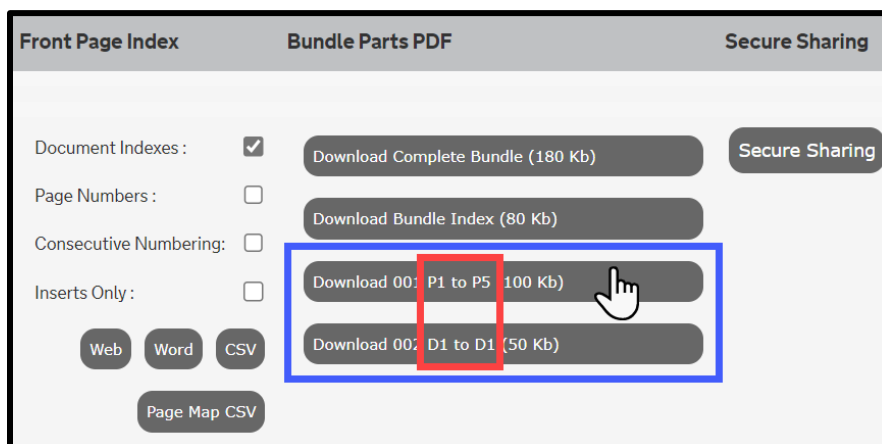 Front Page Index
Bundle Parts PDF
Secure Sharing
Document Indexes :
Page Numbers :
Consecutive Numbering:
Inserts Only :
Web
Word
CSV
Page Map CSV
Download Complete Bundle (180 Kb)
Download Bundle Index (80 Kb)
Download 001 P1 to P5 (100 Kb)
Download 002 D1 to D1 (50 Kb)
Secure Sharing